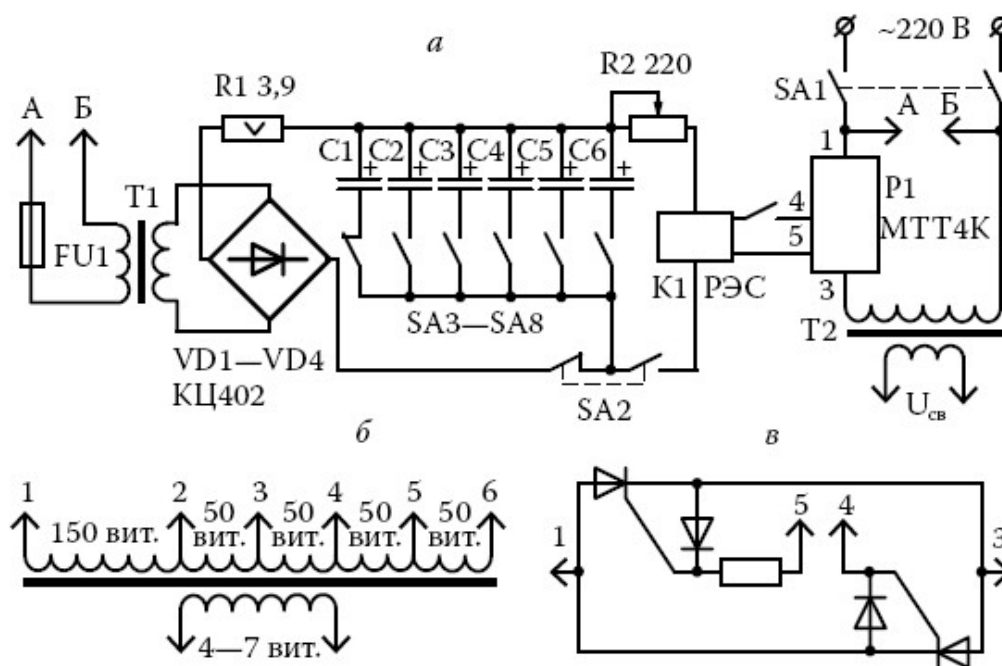 а
~220 В
R1 3,9
R2 220
SA1
А
Б
А
Б
C1
C2
C3
C4
C5
C6
+
+
+
+
+
+
1
T1
4
P1
FU1
5
МТТ4К
К1
РЭС
3
SA3—SA8
T2
VD1—VD4
КЦ402
SA2
Uсв
б
в
1
2
3
4
5
6
50
50
50
50
150 вит.
вит.
вит.
вит.
вит.
4—7 вит.
5
4
1
3